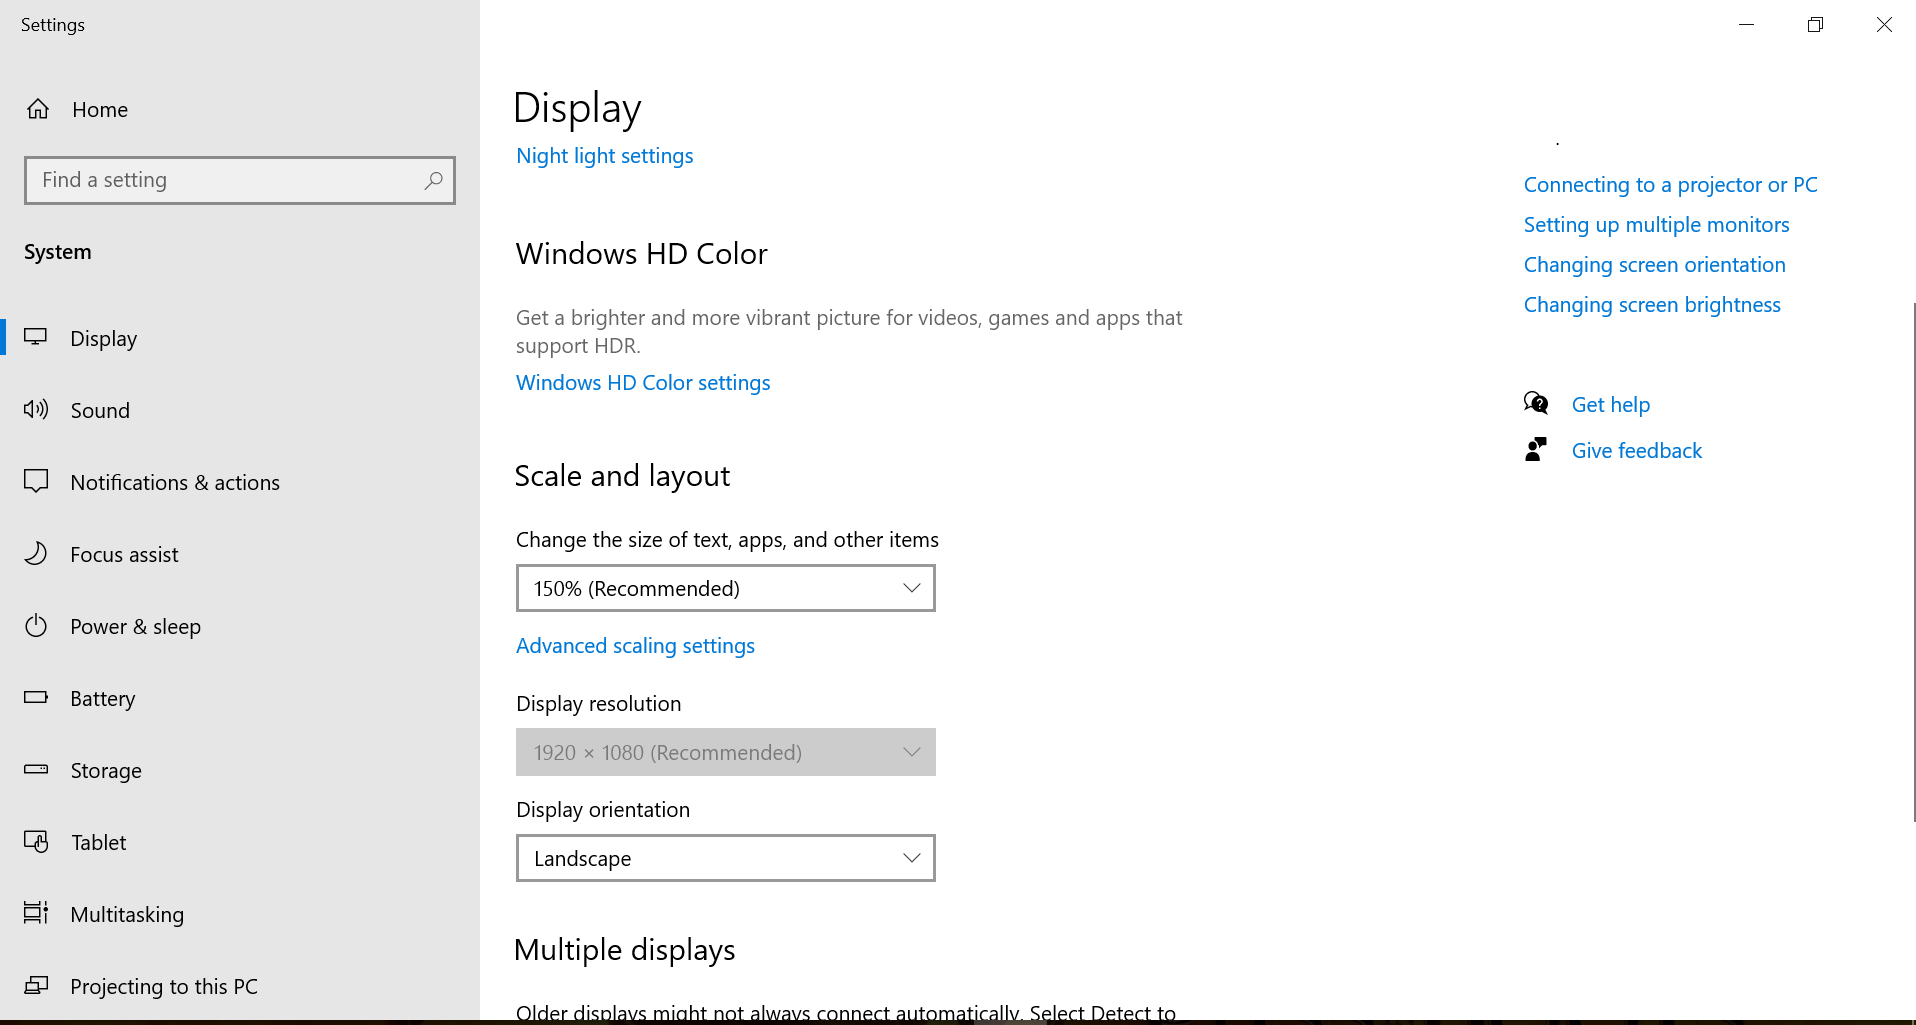 Settings
Home
Find a setting
System
Display
Sound
Notifications & actions
Focus assist
Power & sleep
Battery
Storage
Tablet
Multitasking
Projecting to this PC
Display
Night light settings
Windows HD Color
Get a brighter and more vibrant picture for videos, games and apps that
support HDR.
Windows HD Color settings
Scale and layout
Change the size of text, apps, and other items
150% (Recommended)
Advanced scaling settings
Display resolution
1920 × 1080 (Recommended)
Display orientation
Landscape
Multiple displays
Older displays might not always connect automatically. Select Detect to
Connecting to a projector or PC
Setting up multiple monitors
Changing screen orientation
Changing screen brightness
Get help
Give feedback